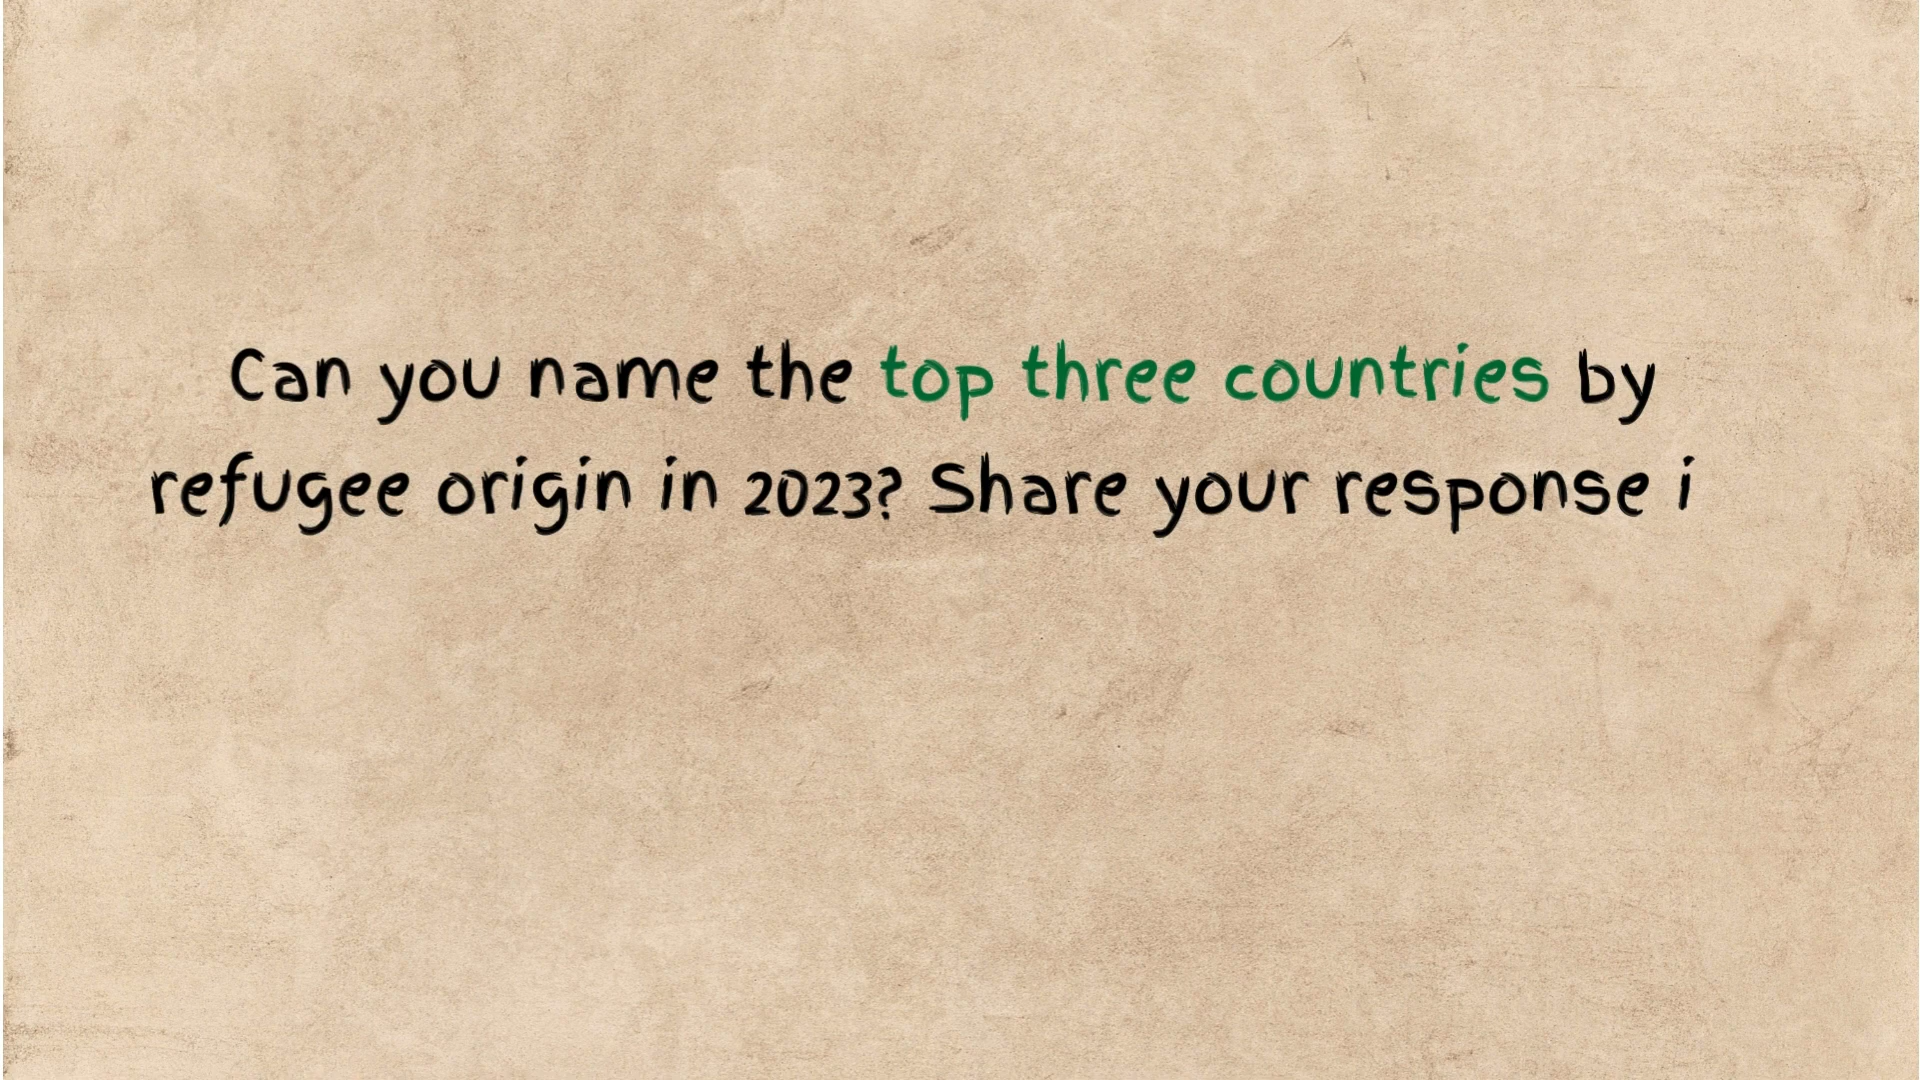 Can you name the top three countries by
refugee origin in 2023? Share your response i